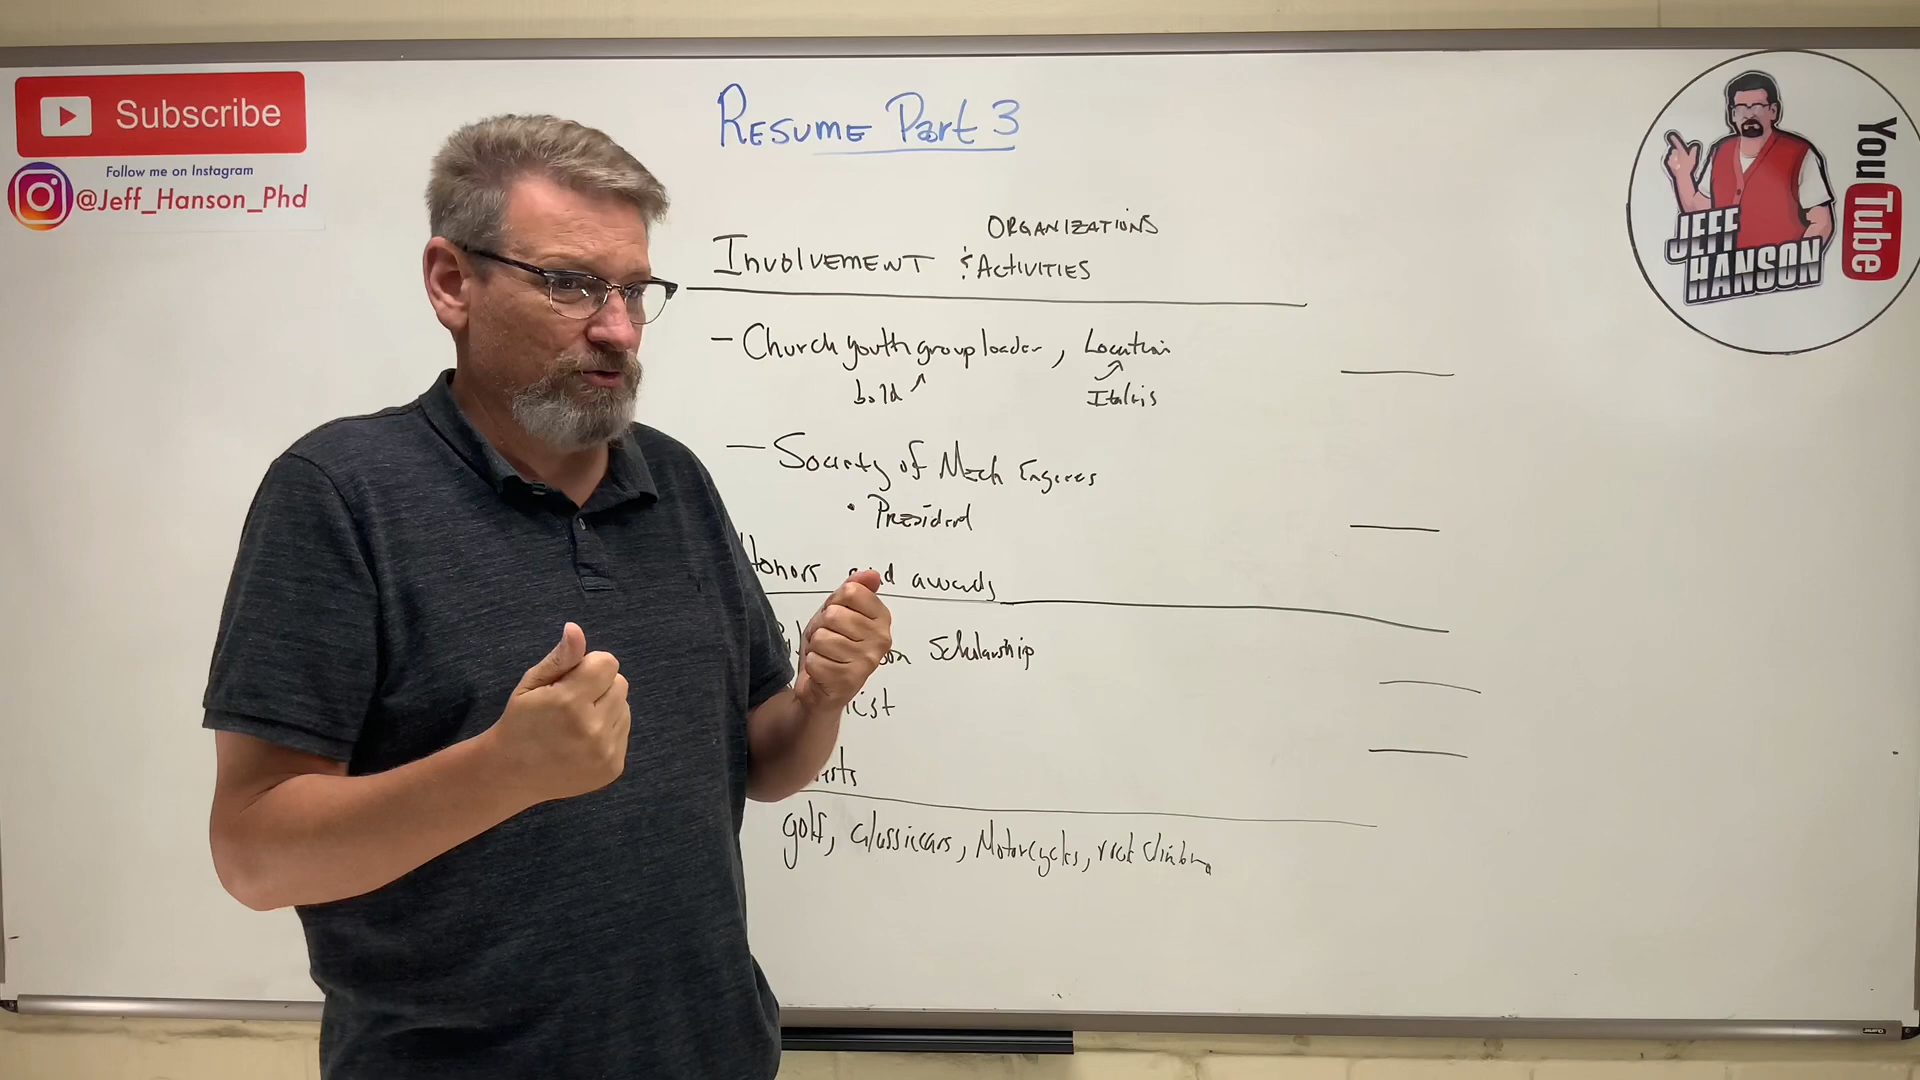 Subscribe
Follow me on Instagram
@Jeff_Hanson_Phd
RESUME Part 3
ORGANIZATIONS
INVOLVEMENT & ACTIVITIES
- Church youth group leader, Location
bold
Italics
- Society of Mech Engineers
• President
Honors and awards
Scholarship
golf, classic cars, Motorcycles, rock climbing
YouTube
JEFF
HANSON